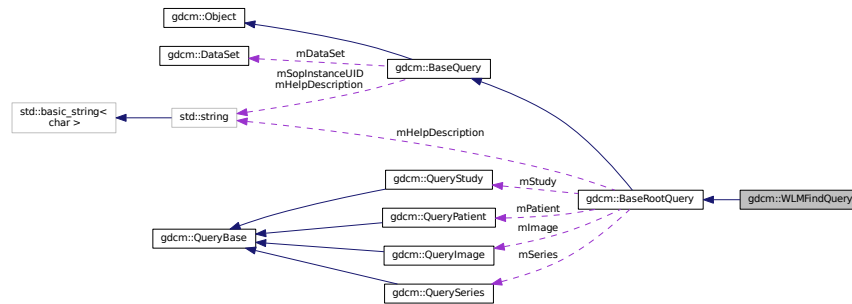 gdcm::Object
gdcm::DataSet
mDataSet
gdcm::BaseQuery
mSopInstanceUID
mHelpDescription
std::basic_string<
char >
std::string
mHelpDescription
gdcm::QueryStudy
mStudy
gdcm::BaseRootQuery
gdcm::WLMFindQuery
gdcm::QueryPatient
mPatient
gdcm::QueryBase
mImage
gdcm::QueryImage
mSeries
gdcm::QuerySeries